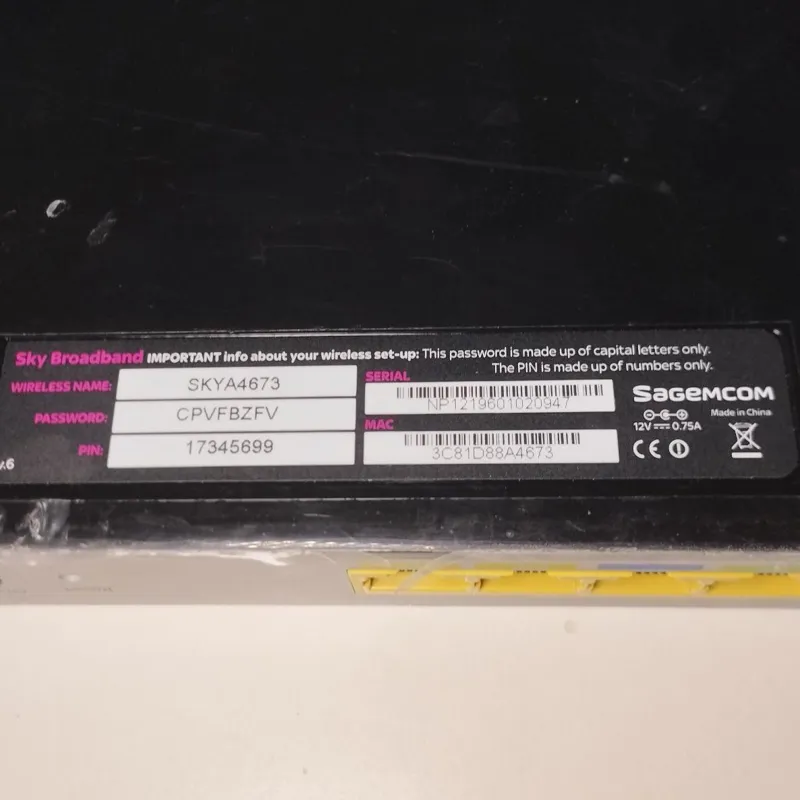 Sky Broadband IMPORTANT info about your wireless set-up: This password is made up of capital letters only.
The PIN is made up of numbers only.
WIRELESS NAME: SKYA4673
PASSWORD: CPVFBZFV
PIN: 17345699
v.6
SERIAL
NP1219601020947
MAC
3C81D88A4673
SAGEMCOM
Made in China
12V 0.75A
CE